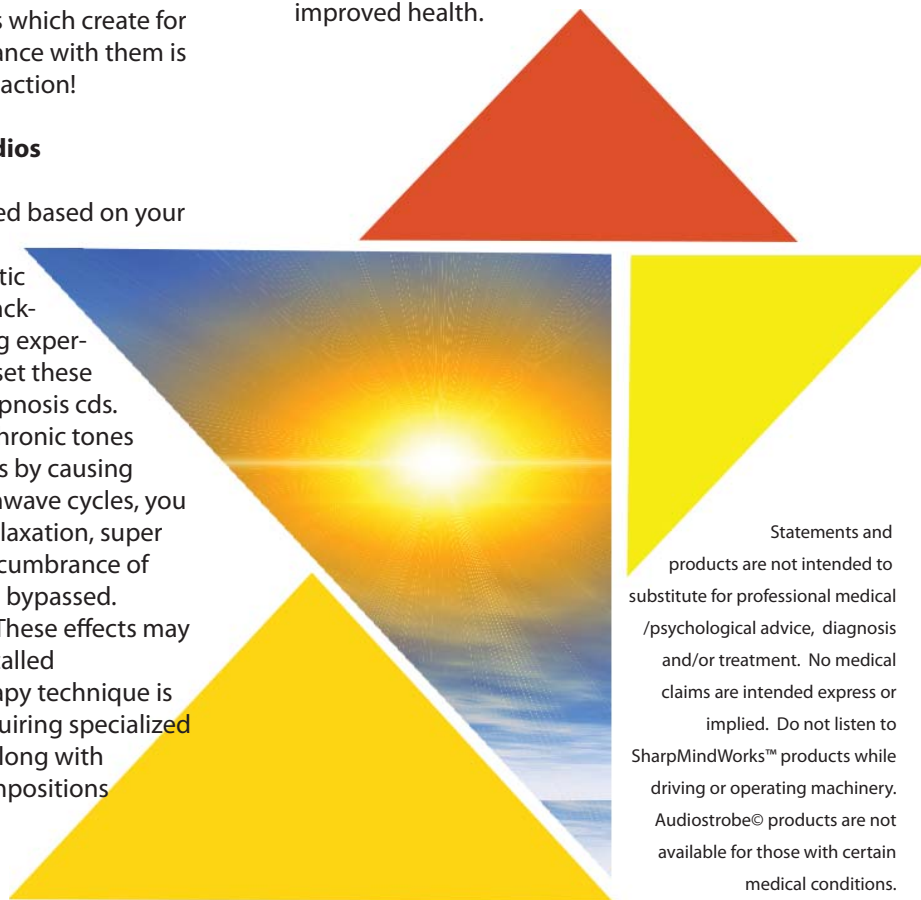 s which create for
ance with them is
action!
dios
ed based on your
tic
ack-
g exper-
set these
pnosis cds.
hronic tones
s by causing
nwave cycles, you
laxation, super
cumbrance of
bypassed.
These effects may
talled
apy technique is
uiring specialized
long with
mpositions
improved health.
Statements and
products are not intended to
substitute for professional medical
/psychological advice, diagnosis
and/or treatment. No medical
claims are intended express or
implied. Do not listen to
SharpMindWorks™ products while
driving or operating machinery.
Audiostrobe© products are not
available for those with certain
medical conditions.